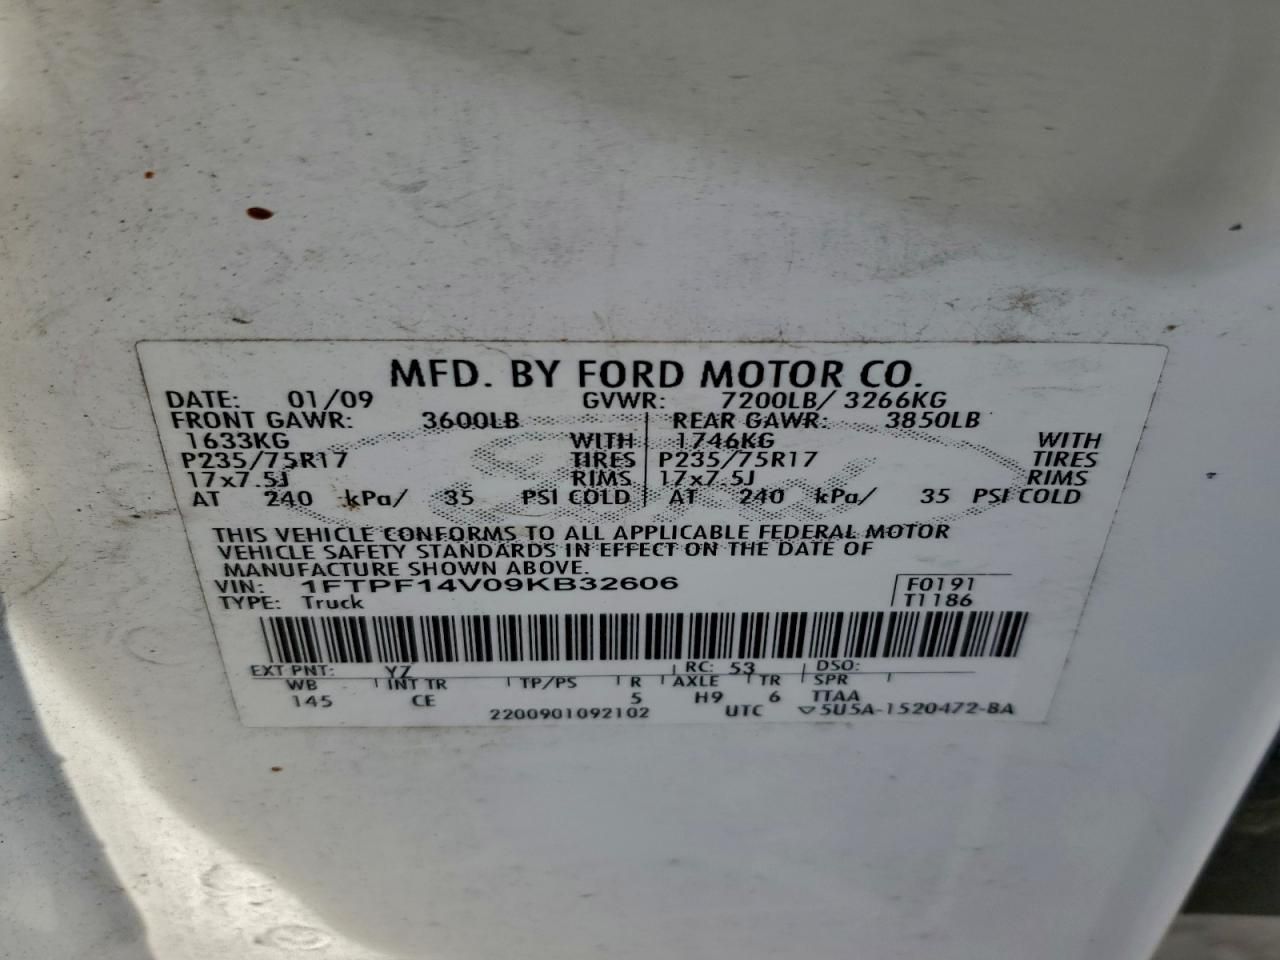 MFD. BY FORD MOTOR CO.
DATE: 01/09 GVWR: 7200LB/ 3266KG
FRONT GAWR: 3600LB REAR GAWR: 3850LB
1633KG WITH 1746KG WITH
P235/75R17 TIRES P235/75R17 TIRES
17x7.5J RIMS 17x7.5J RIMS
AT 240 kPa/ 35 PSI COLD AT 240 kPa/ 35 PSI COLD
THIS VEHICLE CONFORMS TO ALL APPLICABLE FEDERAL MOTOR
VEHICLE SAFETY STANDARDS IN EFFECT ON THE DATE OF
MANUFACTURE SHOWN ABOVE.
VIN: 1FTPF14V09KB32606 F0191
TYPE: Truck T1186
EXT PNT: YZ RC: 53 DSO:
WB INT TR TP/PS R AXLE TR SPR
145 CE 5 H9 6 TTAA
2200901092102 UTC ▽5U5A-1520472-BA